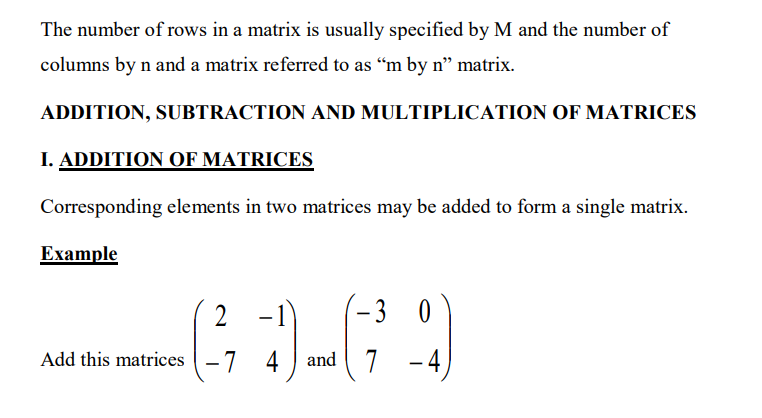 The number of rows in a matrix is usually specified by M and the number of
columns by n and a matrix referred to as “m by n” matrix.
ADDITION, SUBTRACTION AND MULTIPLICATION OF MATRICES
I. ADDITION OF MATRICES
Corresponding elements in two matrices may be added to form a single matrix.
Example
Add this matrices (2 −1; −7 4) and (−3 0; 7 −4)